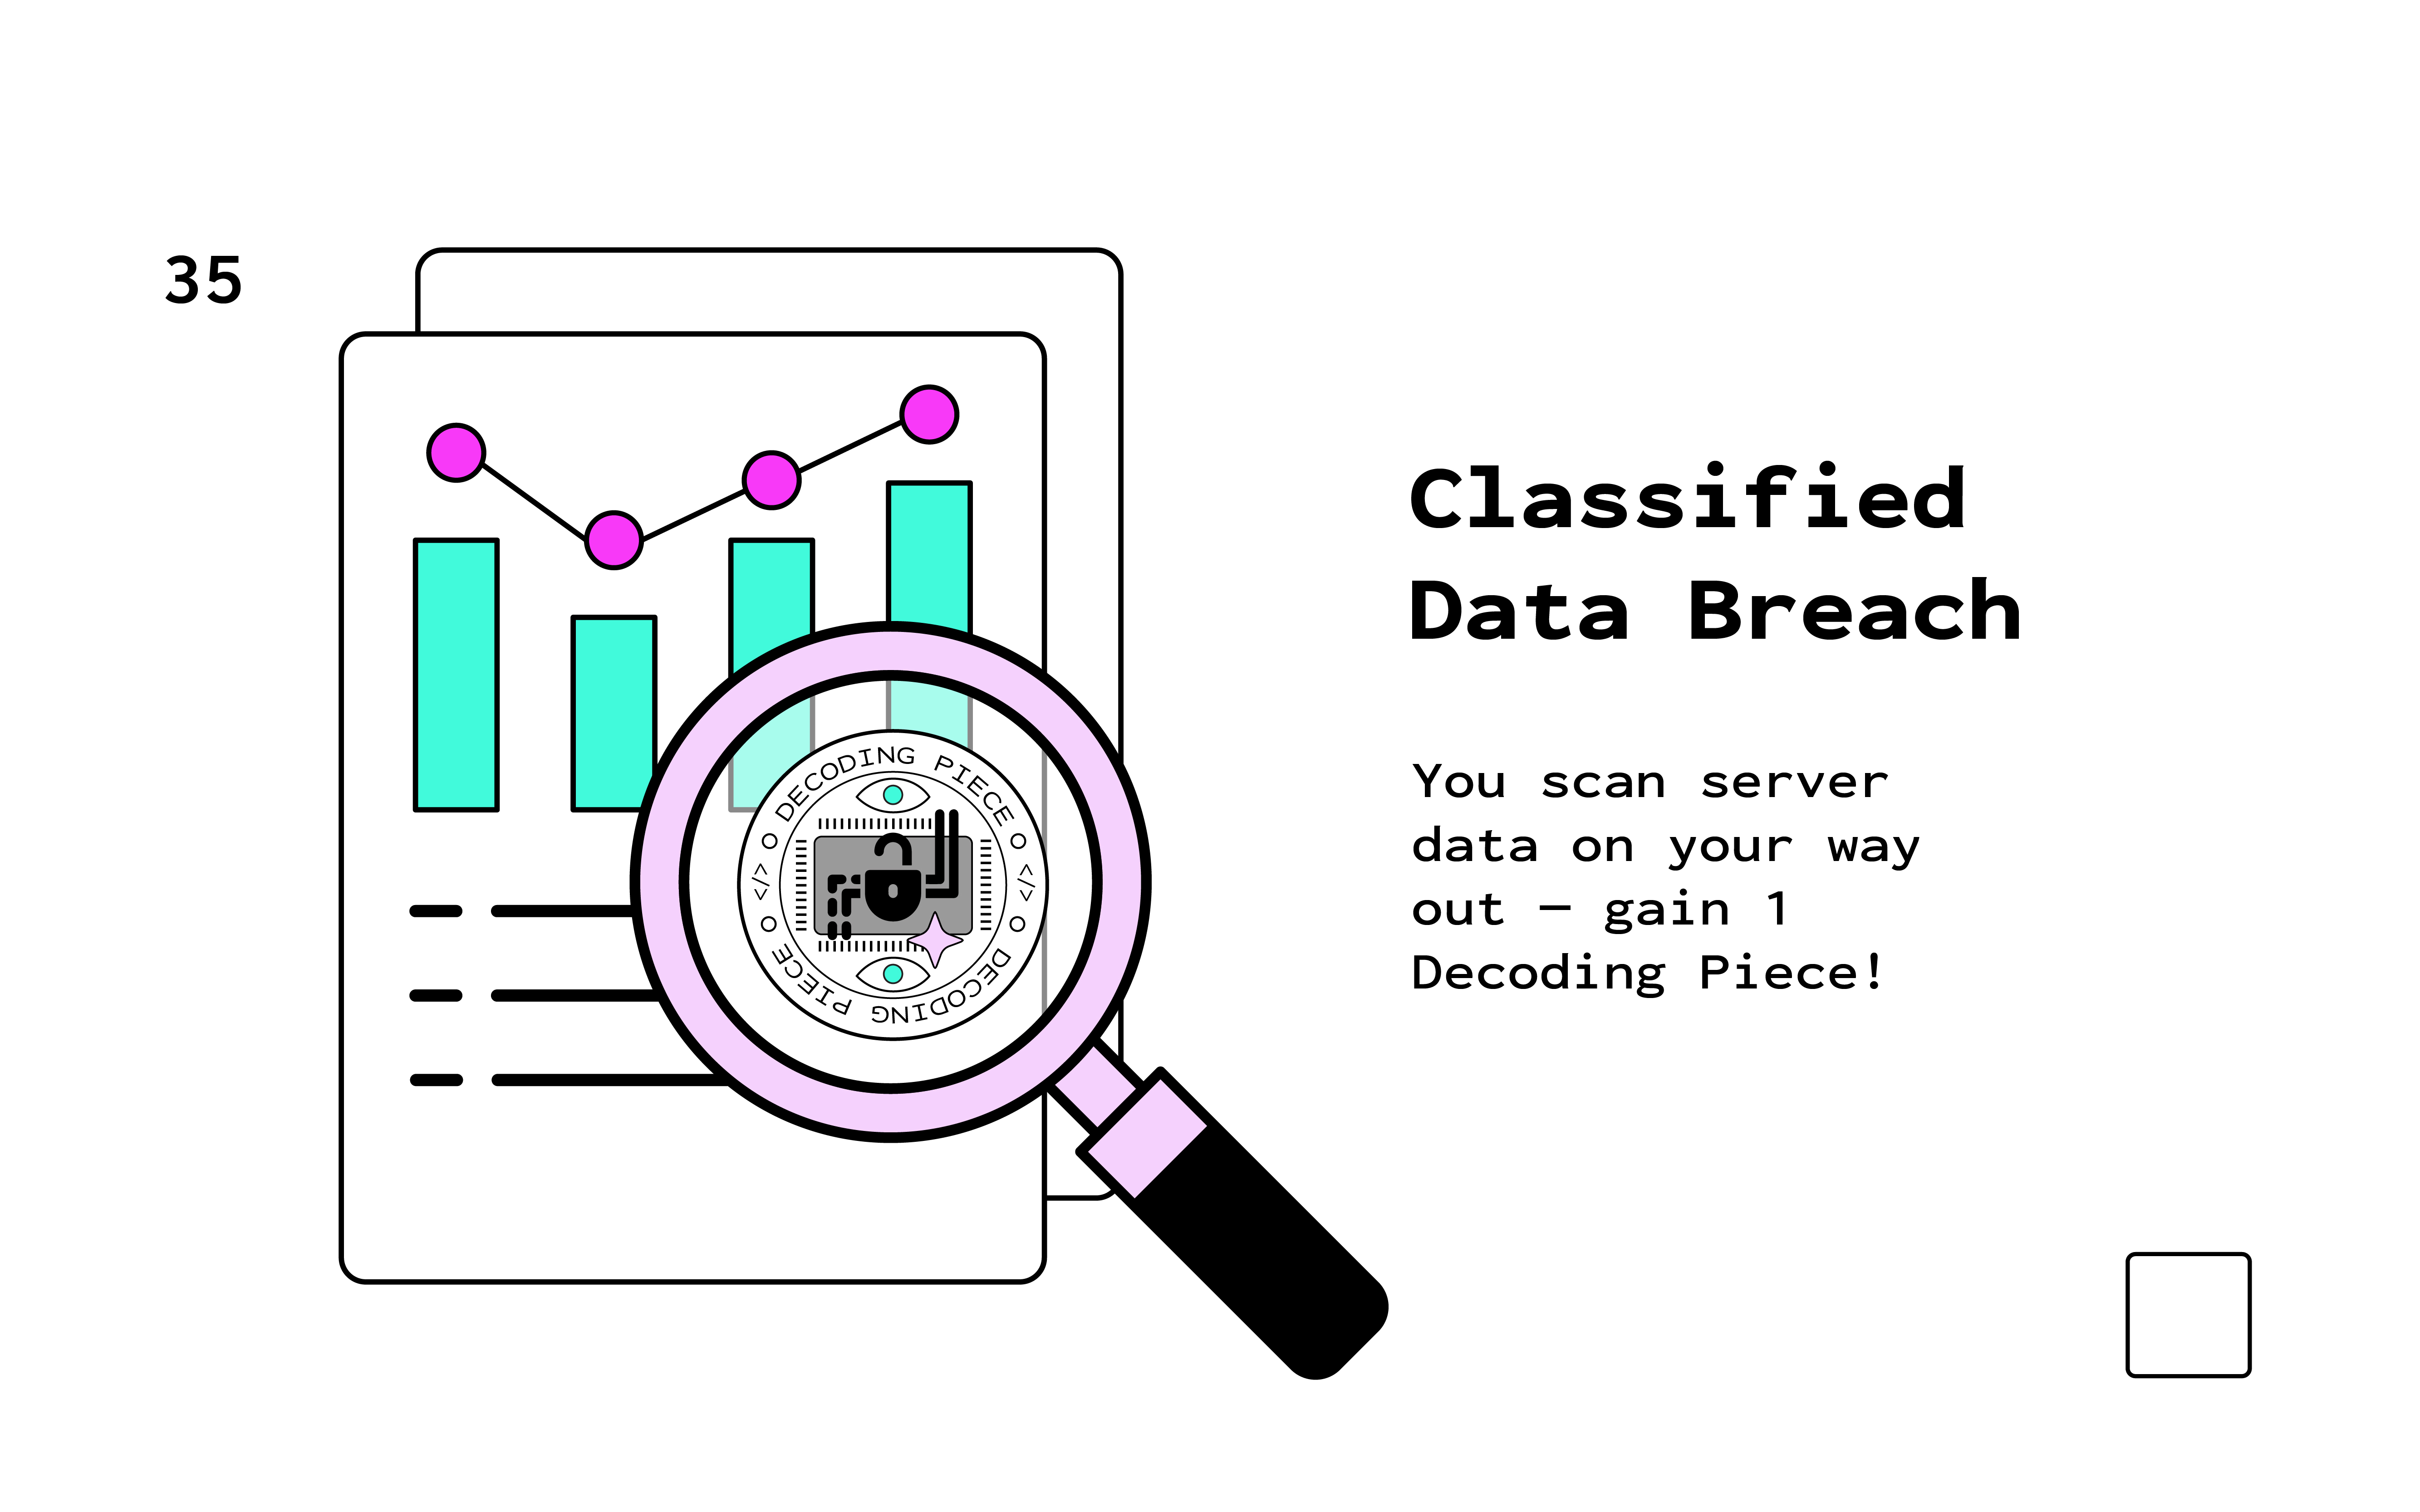 35
Classified
Data Breach
You scan server
data on your way
out — gain 1
Decoding Piece!
DECODING PIECE O </> O DECODING PIECE O </> O